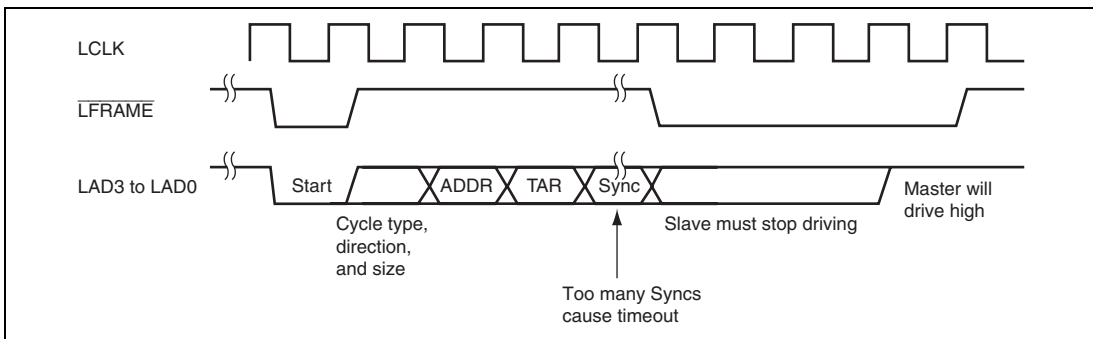 LCLK
LFRAME
LAD3 to LAD0
Start
ADDR
TAR
Sync
Cycle type,
direction,
and size
Slave must stop driving
Master will
drive high
Too many Syncs
cause timeout